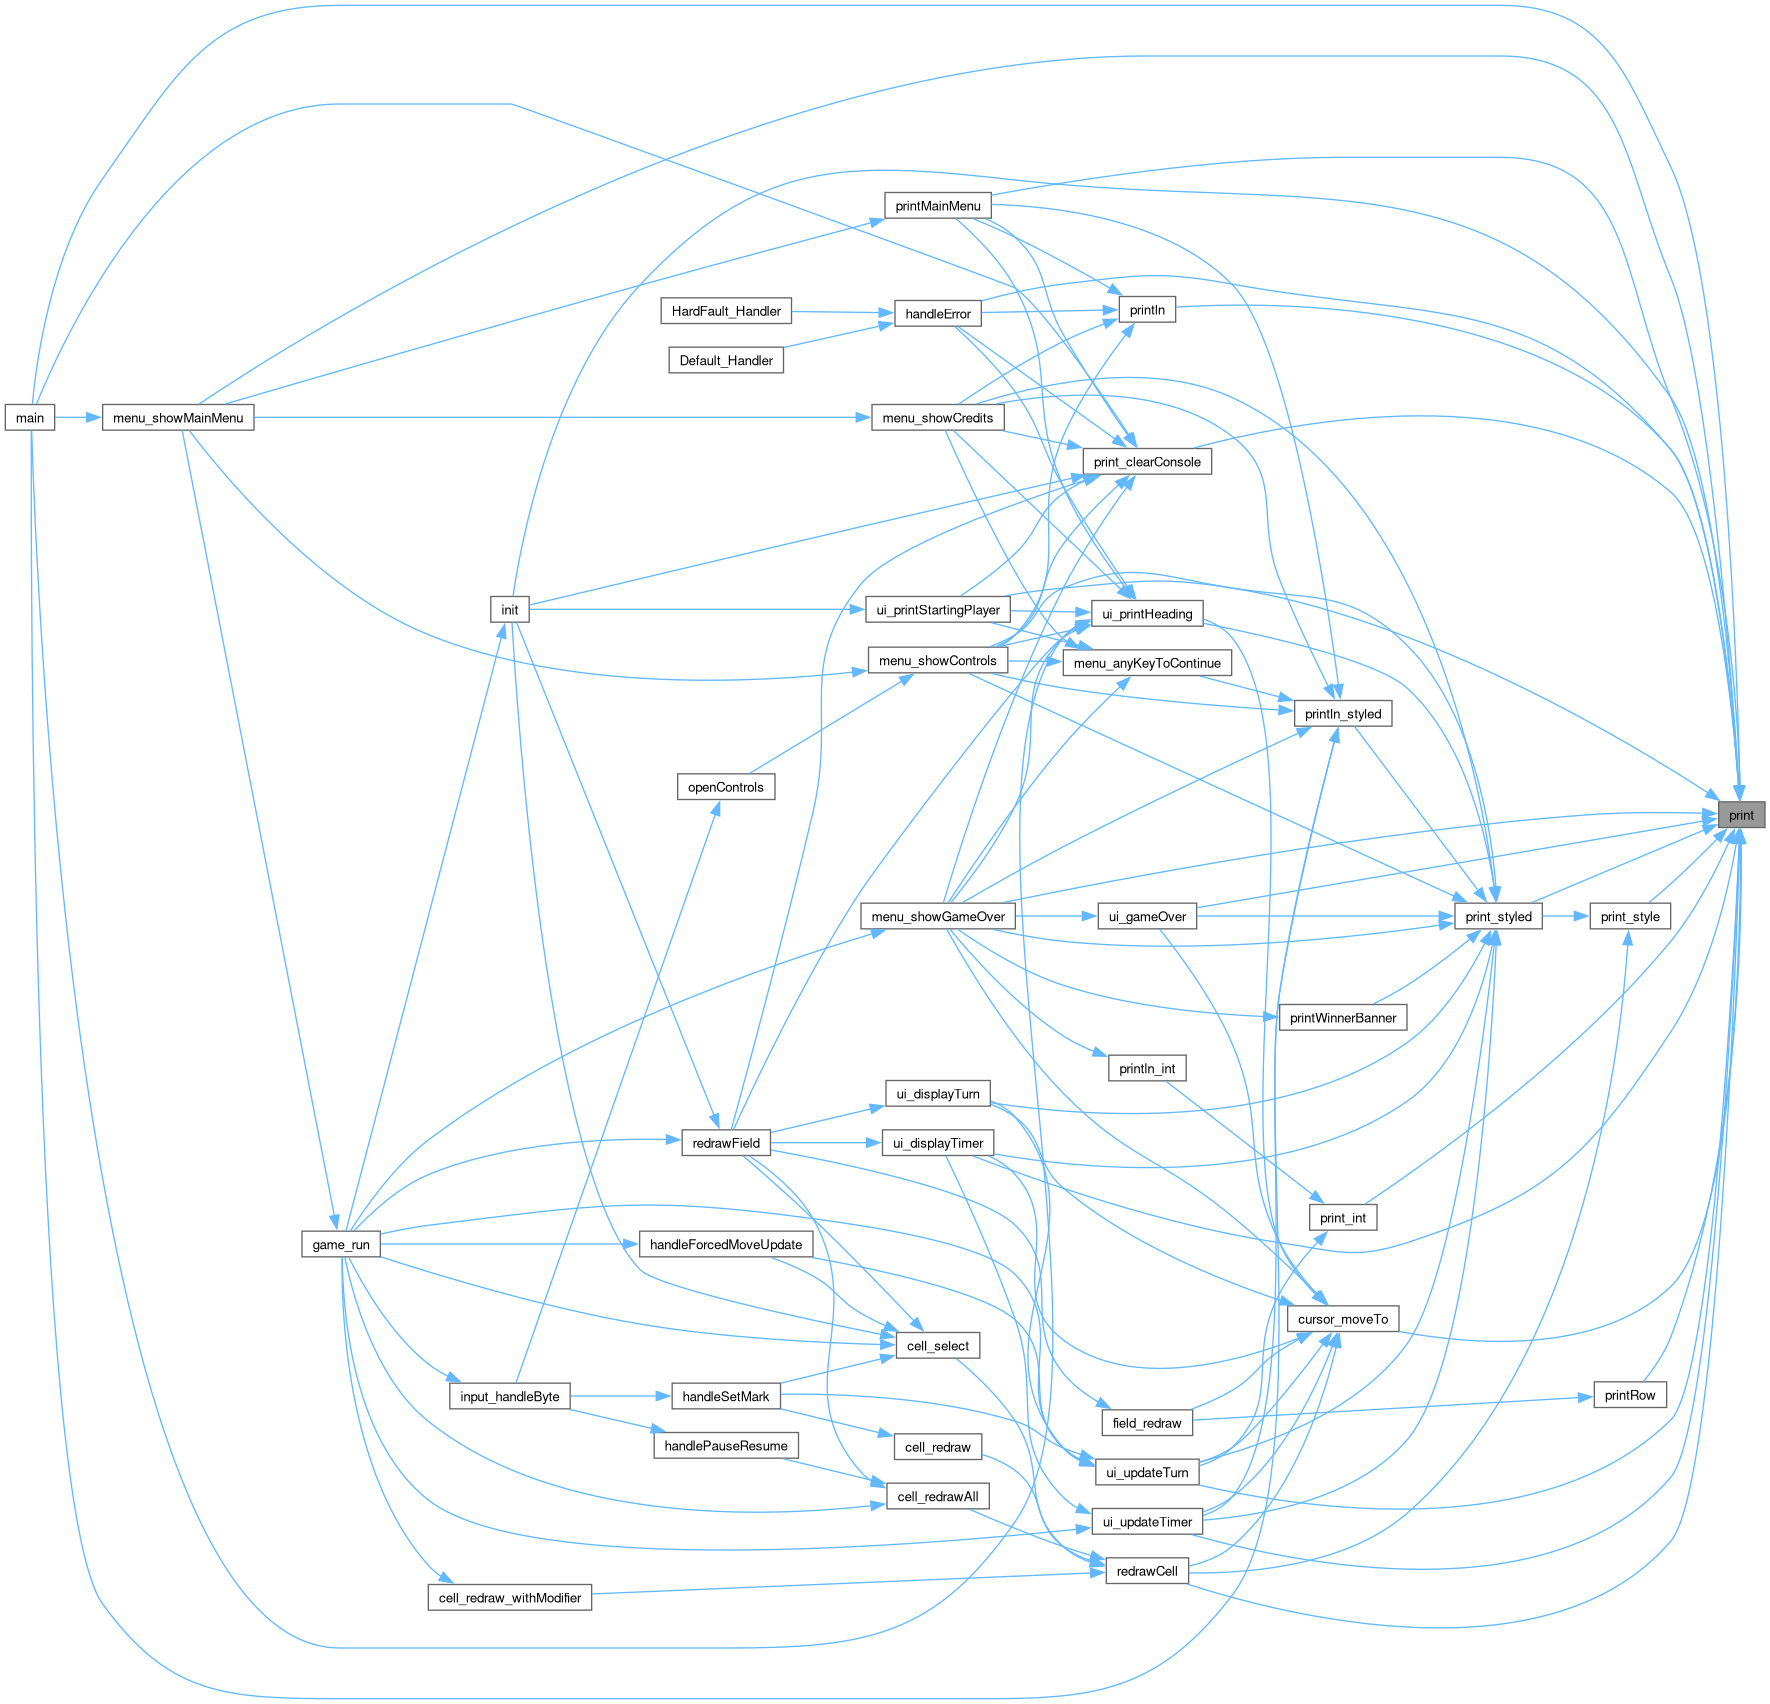 printMainMenu
HardFault_Handler
handleError
println
Default_Handler
main
menu_showMainMenu
menu_showCredits
print_clearConsole
init
ui_printStartingPlayer
ui_printHeading
menu_showControls
menu_anyKeyToContinue
println_styled
openControls
print
menu_showGameOver
ui_gameOver
print_styled
print_style
printWinnerBanner
println_int
ui_displayTurn
redrawField
ui_displayTimer
print_int
game_run
handleForcedMoveUpdate
cursor_moveTo
cell_select
input_handleByte
handleSetMark
printRow
field_redraw
handlePauseResume
cell_redraw
ui_updateTurn
cell_redrawAll
ui_updateTimer
redrawCell
cell_redraw_withModifier